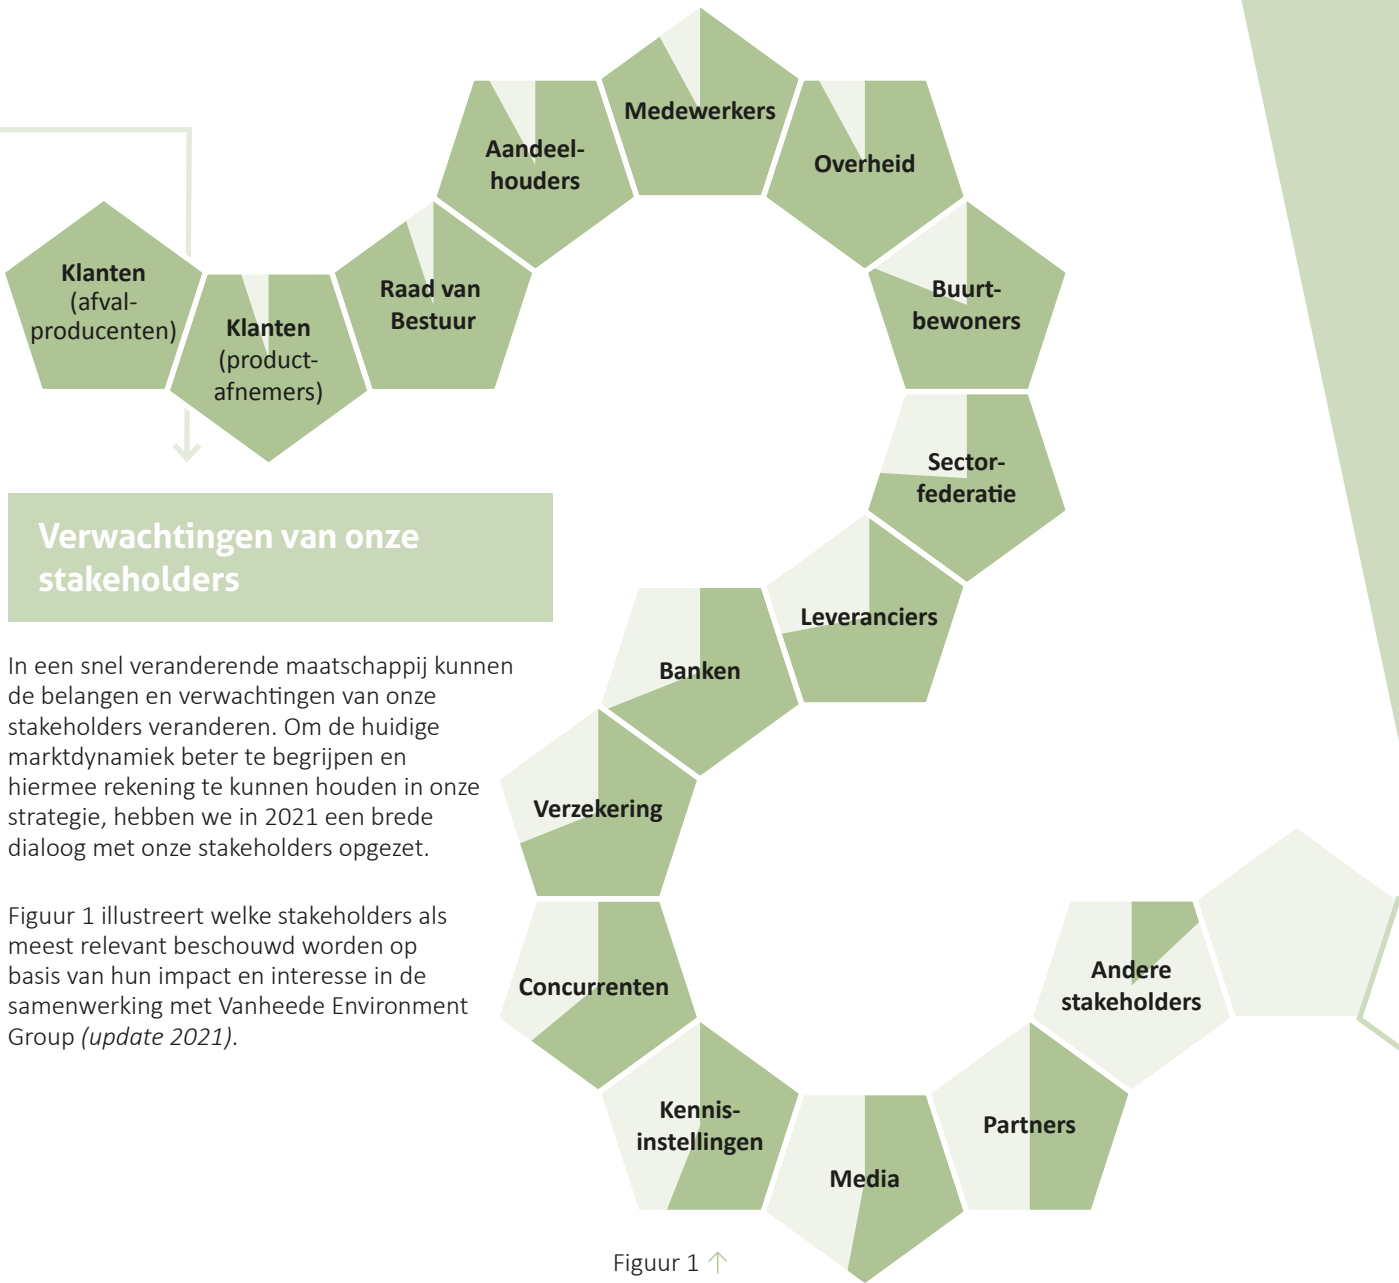 Klanten
(afval-
producenten)
Klanten
(product-
afnemers)
Raad van
Bestuur
Aandeel-
houders
Medewerkers
Overheid
Buurt-
bewoners
Sector-
federatie
Leveranciers
Banken
Verzekering
Concurrenten
Kennis-
instellingen
Media
Partners
Andere
stakeholders
Verwachtingen van onze
stakeholders
In een snel veranderende maatschappij kunnen
de belangen en verwachtingen van onze
stakeholders veranderen. Om de huidige
marktdynamiek beter te begrijpen en
hiermee rekening te kunnen houden in onze
strategie, hebben we in 2021 een brede
dialoog met onze stakeholders opgezet.
Figuur 1 illustreert welke stakeholders als
meest relevant beschouwd worden op
basis van hun impact en interesse in de
samenwerking met Vanheede Environment
Group (update 2021).
Figuur 1 ↑